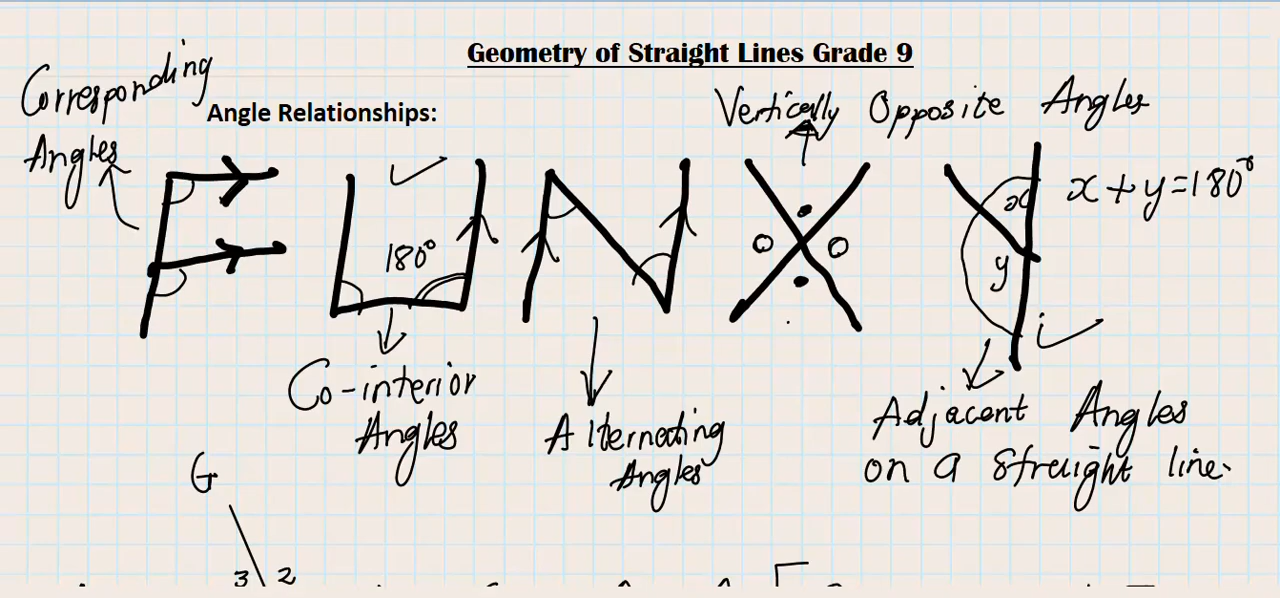 Geometry of Straight Lines Grade 9
Corresponding
Angles
Angle Relationships:
Vertically Opposite Angles
180°
x
y
x + y = 180°
Co-interior
Angles
Alternating
Angles
Adjacent Angles
on a straight line.
G
3 2